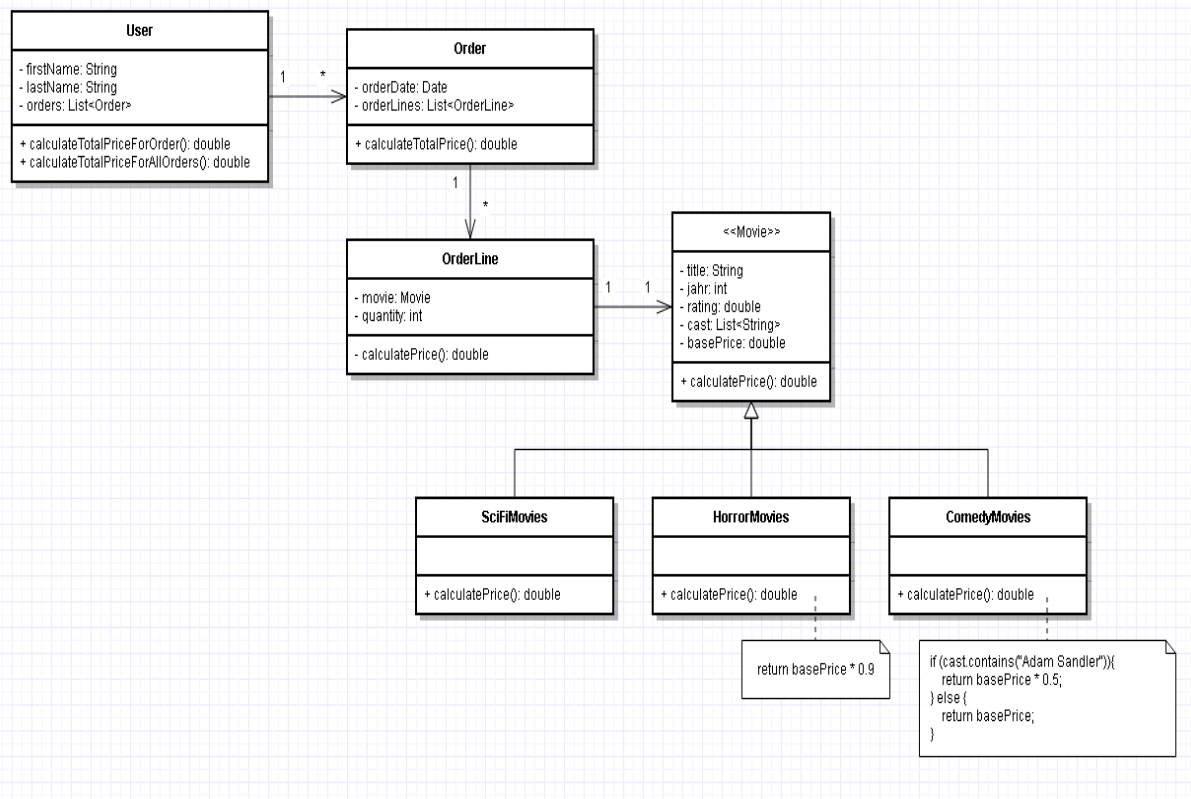 User
- firstName: String
- lastName: String
- orders: List<Order>
+ calculateTotalPriceForOrder(): double
+ calculateTotalPriceForAllOrders(): double
1
*
Order
- orderDate: Date
- orderLines: List<OrderLine>
+ calculateTotalPrice(): double
1
*
OrderLine
- movie: Movie
- quantity: int
- calculatePrice(): double
1
1
<<Movie>>
- title: String
- jahr: int
- rating: double
- cast: List<String>
- basePrice: double
+ calculatePrice(): double
SciFiMovies
+ calculatePrice(): double
HorrorMovies
+ calculatePrice(): double
return basePrice * 0.9
ComedyMovies
+ calculatePrice(): double
if (cast.contains("Adam Sandler")){
return basePrice * 0.5;
} else {
return basePrice;
}